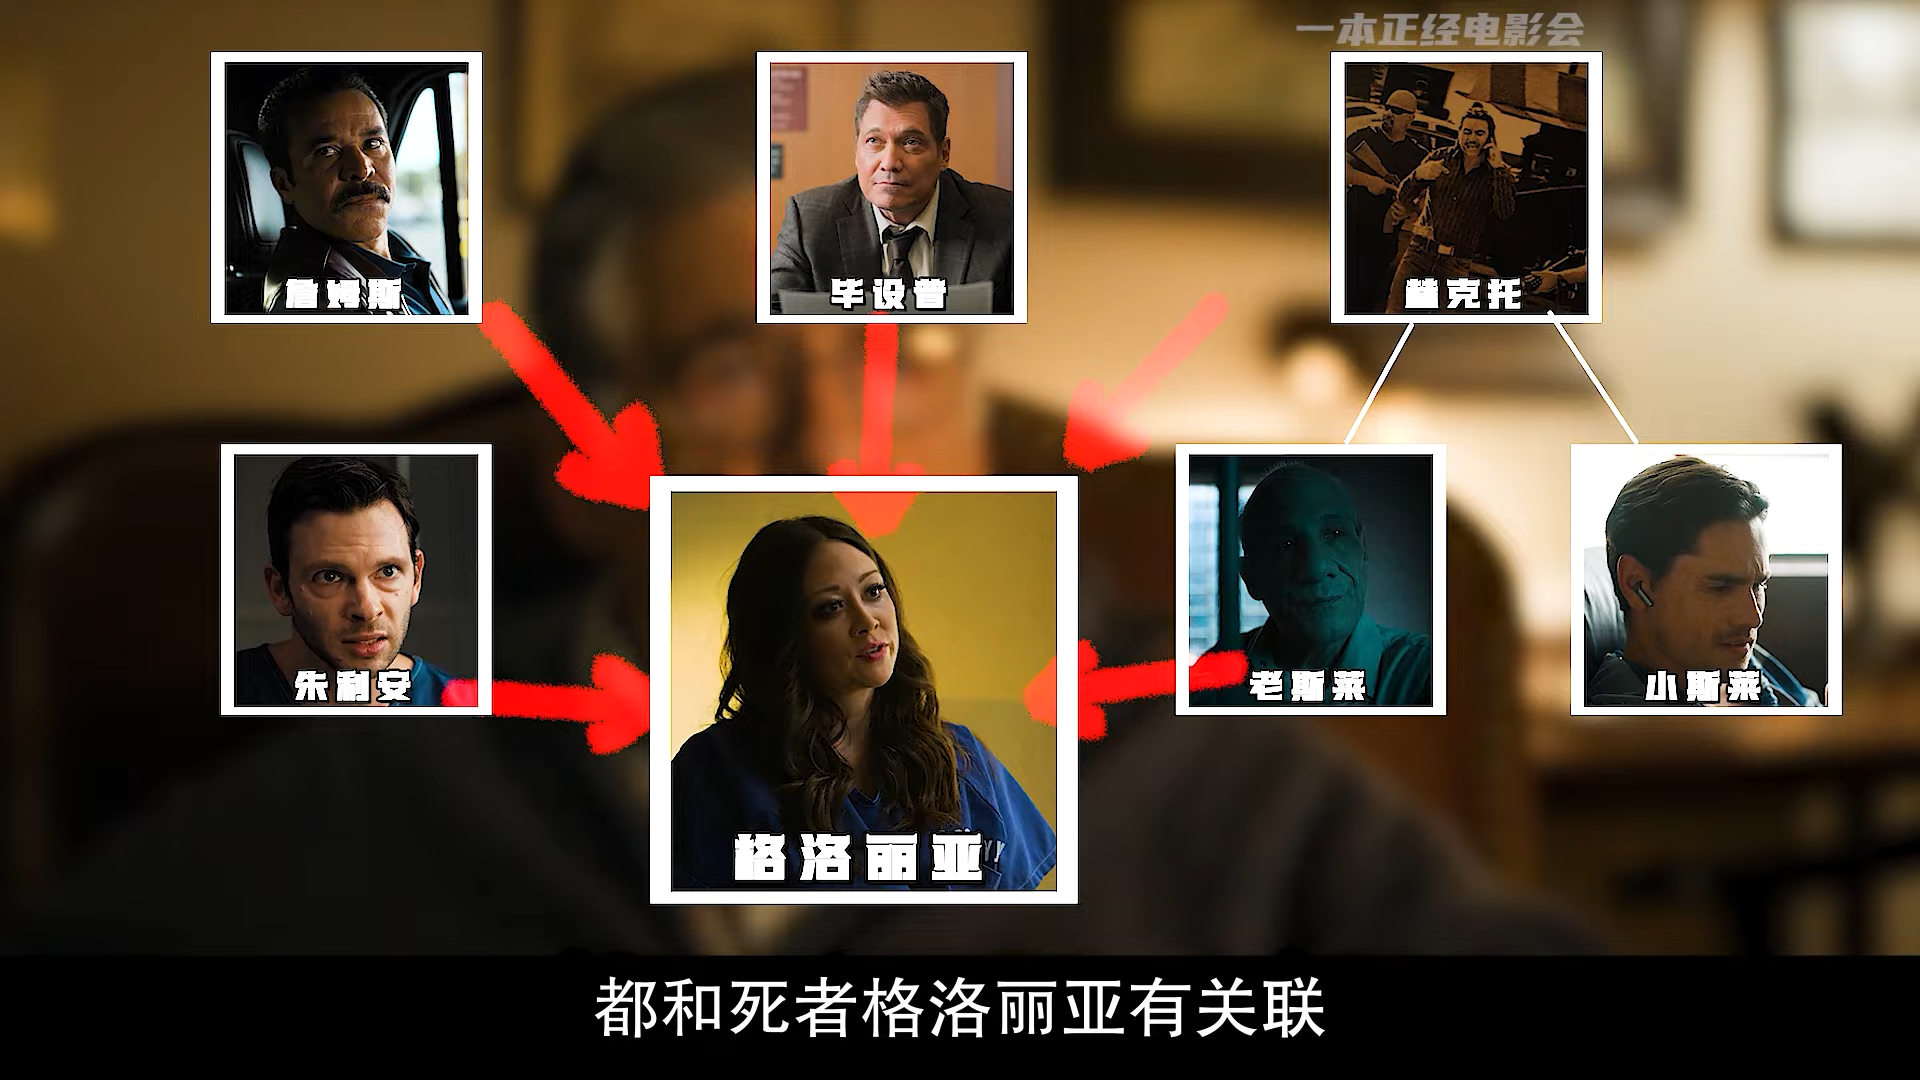 一本正经电影会
詹姆斯
毕设普
赫克托
朱利安
老斯莱
小斯莱
格洛丽亚
都和死者格洛丽亚有关联